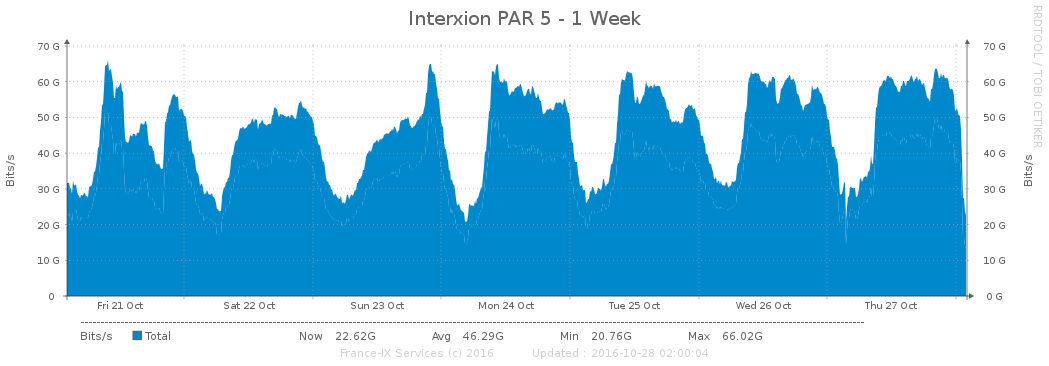 Interxion PAR 5 - 1 Week
RRDTOOL / TOBI OETIKER
Bits/s
Bits/s
70 G 70 G
60 G 60 G
50 G 50 G
40 G 40 G
30 G 30 G
20 G 20 G
10 G 10 G
0 0 G
Fri 21 Oct Sat 22 Oct Sun 23 Oct Mon 24 Oct Tue 25 Oct Wed 26 Oct Thu 27 Oct
Bits/s Total Now 22.62G Avg 46.29G Min 20.76G Max 66.02G
France-IX Services (c) 2016 Updated : 2016-10-28 02:00:04